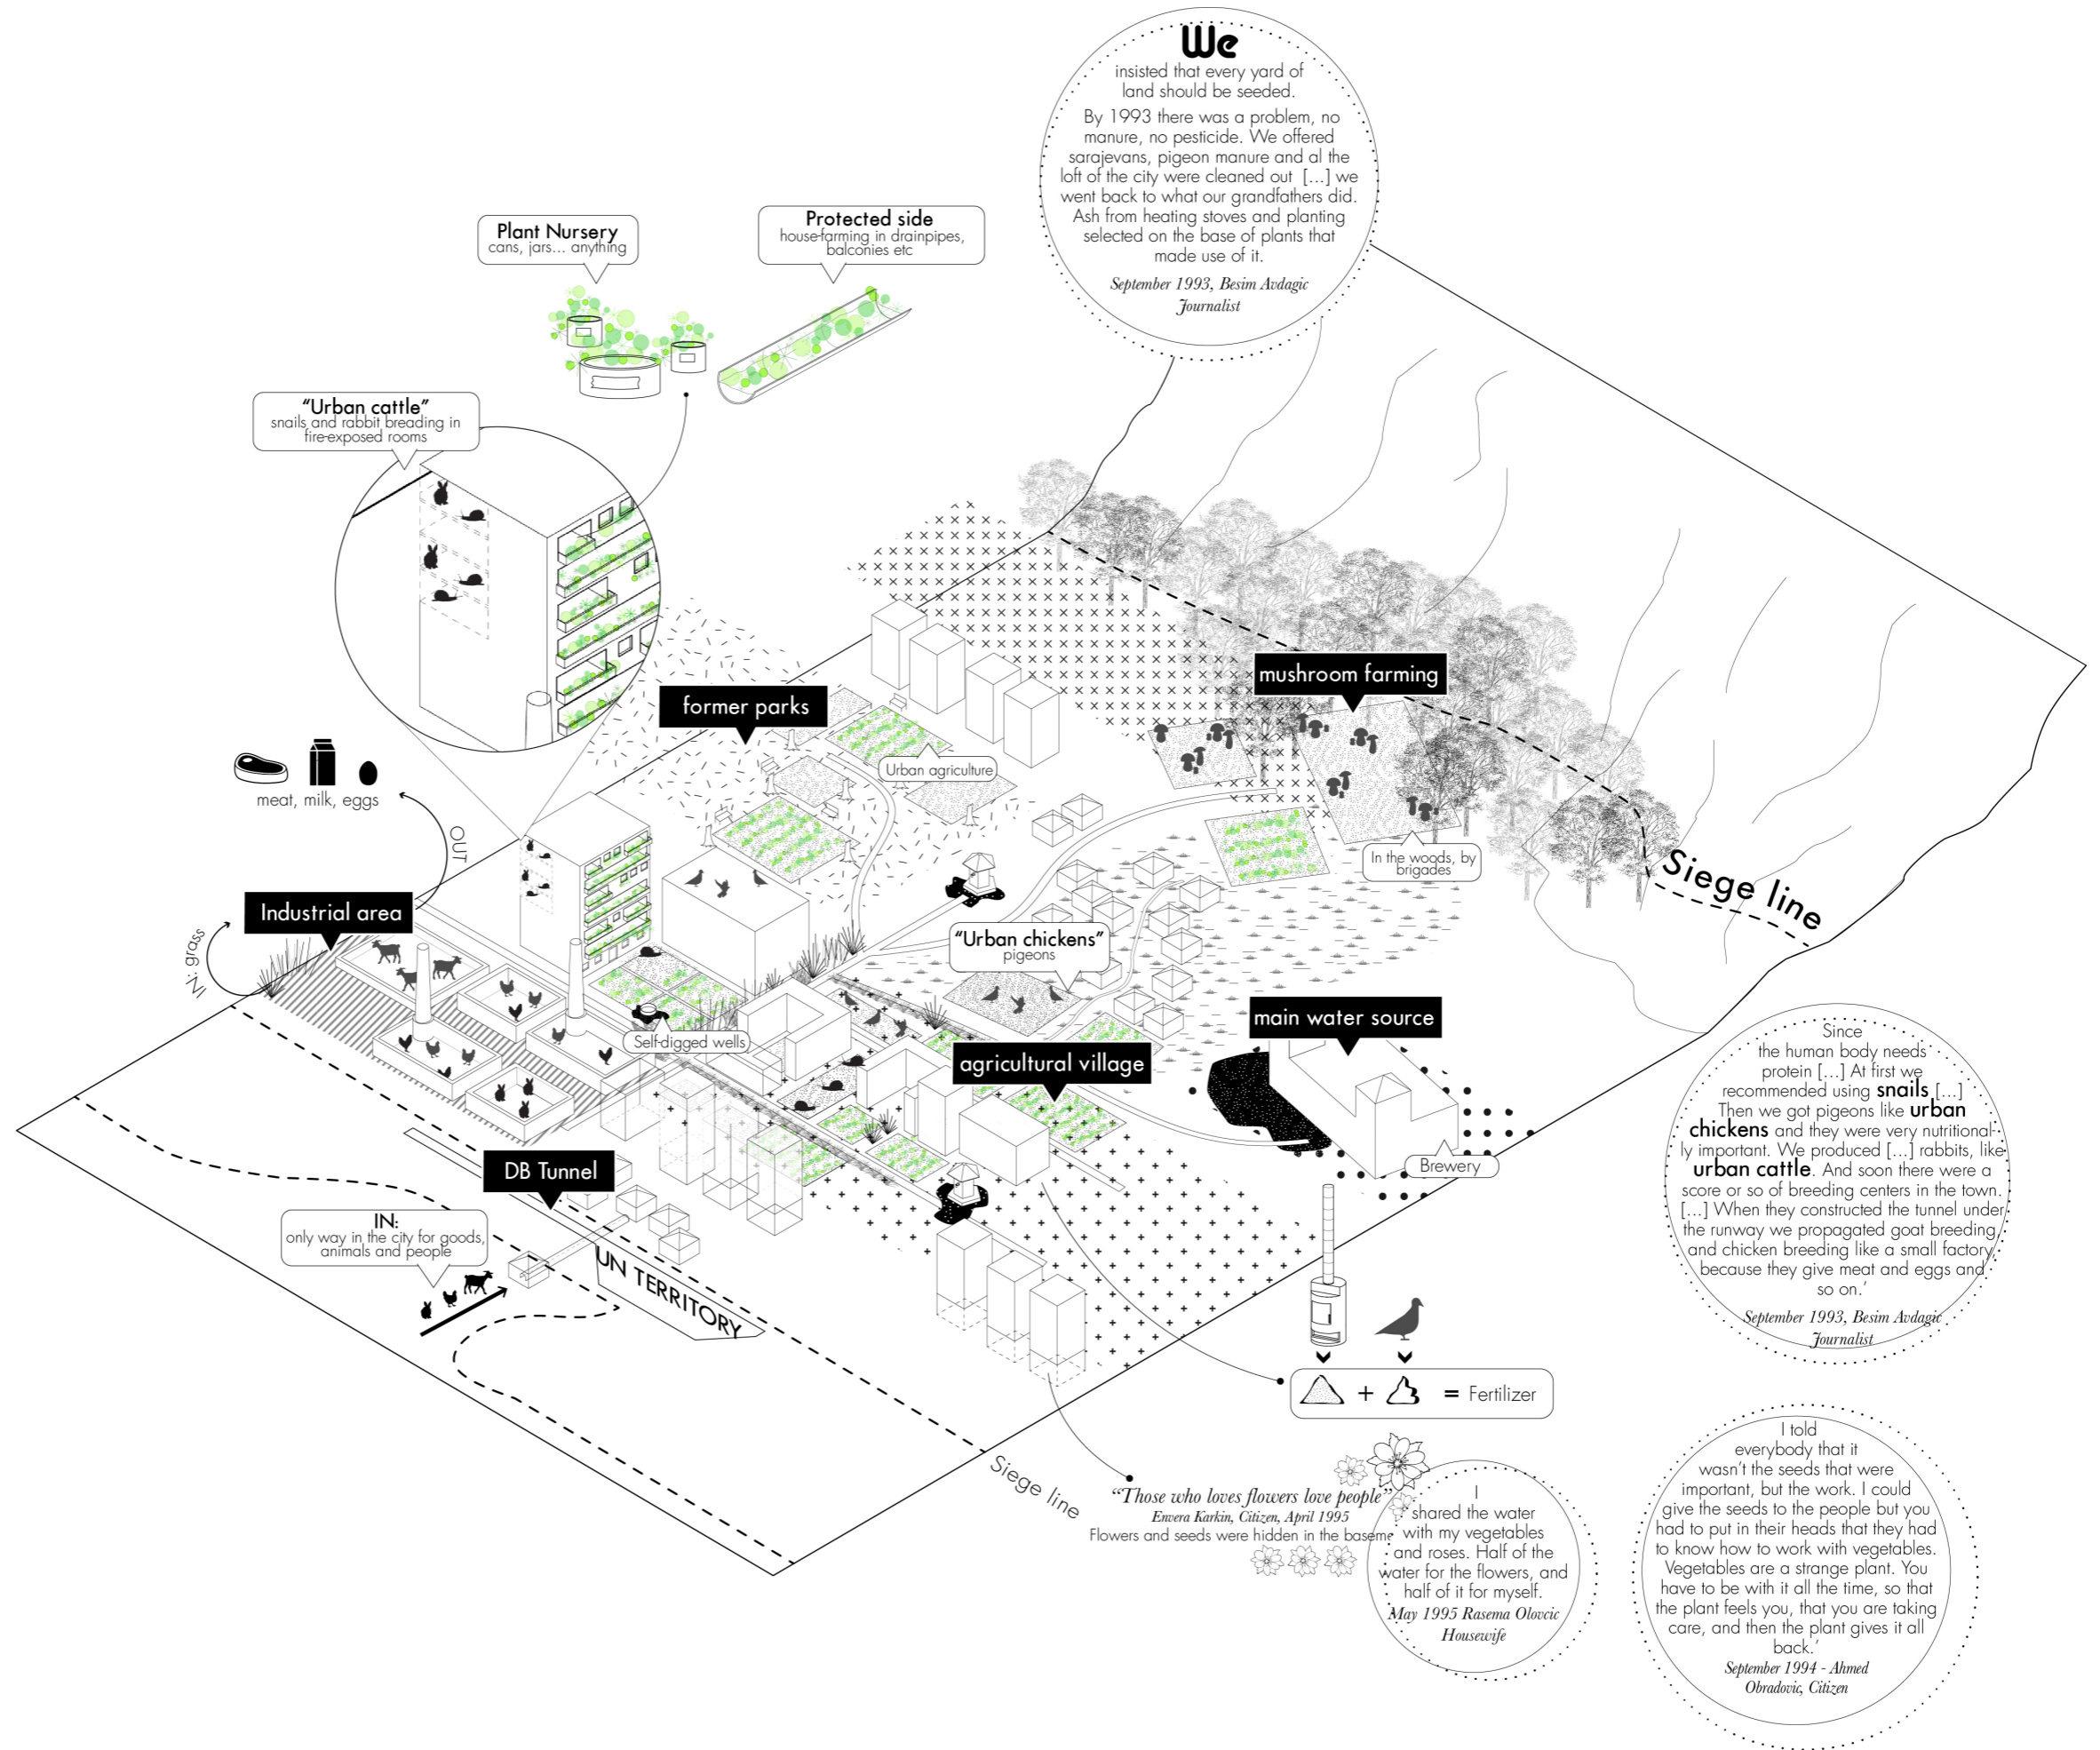 We
insisted that every yard of
land should be seeded.
By 1993 there was a problem, no
manure, no pesticide. We offered
sarajevans, pigeon manure and al the
loft of the city were cleaned out [...] we
went back to what our grandfathers did.
Ash from heating stoves and planting
selected on the base of plants that
made use of it.
September 1993, Besim Avdagic
Journalist
Plant Nursery
cans, jars... anything
Protected side
house-farming in drainpipes,
balconies etc
"Urban cattle"
snails and rabbit breading in
fire-exposed rooms
mushroom farming
former parks
Urban agriculture
meat, milk, eggs
OUT
In the woods, by
brigades
Siege line
Industrial area
IN: grass
"Urban chickens"
pigeons
main water source
Self-digged wells
agricultural village
Brewery
DB Tunnel
IN:
only way in the city for goods,
animals and people
UN TERRITORY
Since
the human body needs
protein [...] At first we
recommended using snails [...]
Then we got pigeons like urban
chickens and they were very nutritional-
ly important. We produced [...] rabbits, like
urban cattle. And soon there were a
score or so of breeding centers in the town.
[...] When they constructed the tunnel under
the runway we propagated goat breeding,
and chicken breeding like a small factory,
because they give meat and eggs and
so on.'
September 1993, Besim Avdagic
Journalist
+ = Fertilizer
Siege line
"Those who loves flowers love people"
Envera Karkin, Citizen, April 1995
Flowers and seeds were hidden in the baseme
I
shared the water
with my vegetables
and roses. Half of the
water for the flowers, and
half of it for myself.
May 1995 Rasema Olovcic
Housewife
I told
everybody that it
wasn't the seeds that were
important, but the work. I could
give the seeds to the people but you
had to put in their heads that they had
to know how to work with vegetables.
Vegetables are a strange plant. You
have to be with it all the time, so that
the plant feels you, that you are taking
care, and then the plant gives it all
back.'
September 1994 - Ahmed
Obradovic, Citizen